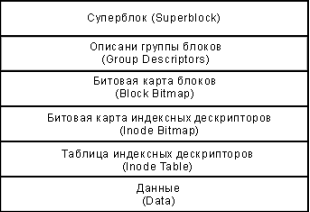 Суперблок (Superblock)
Описани группы блоков
(Group Descriptors)
Битовая карта блоков
(Block Bitmap)
Битовая карта индексных дескрипторов
(Inode Bitmap)
Таблица индексных дескрипторов
(Inode Table)
Данные
(Data)